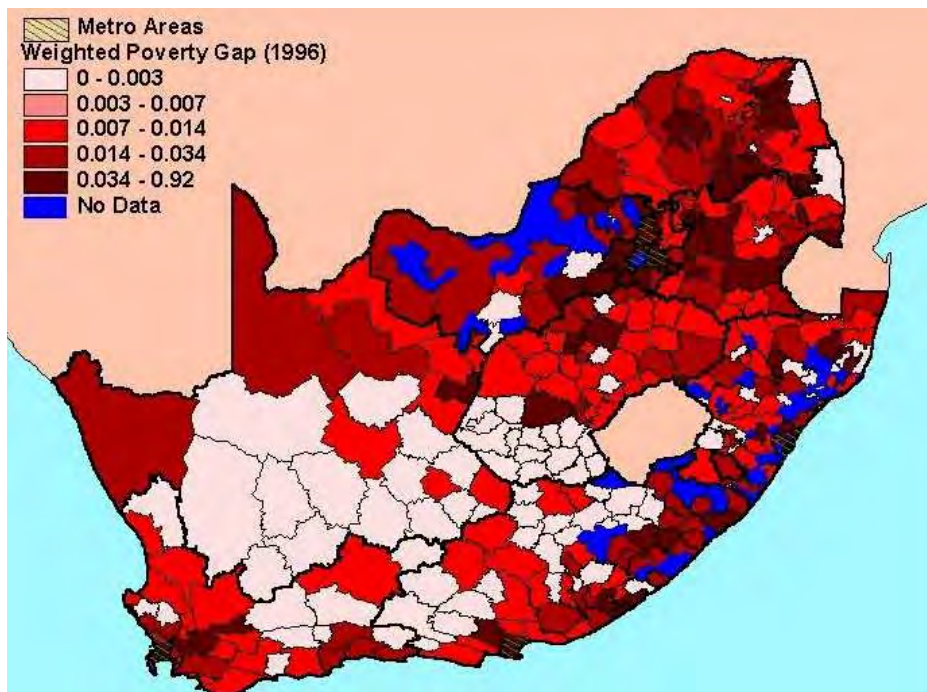 Metro Areas
Weighted Poverty Gap (1996)
0 - 0.003
0.003 - 0.007
0.007 - 0.014
0.014 - 0.034
0.034 - 0.92
No Data